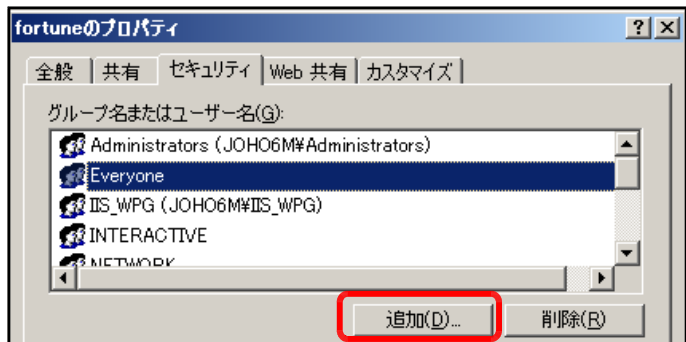 fortuneのプロパティ
全般 共有 セキュリティ Web 共有 カスタマイズ
グループ名またはユーザー名(G):
Administrators (JOHO6M¥Administrators)
Everyone
IIS_WPG (JOHO6M¥IIS_WPG)
INTERACTIVE
NETWORK
追加(D)... 削除(R)